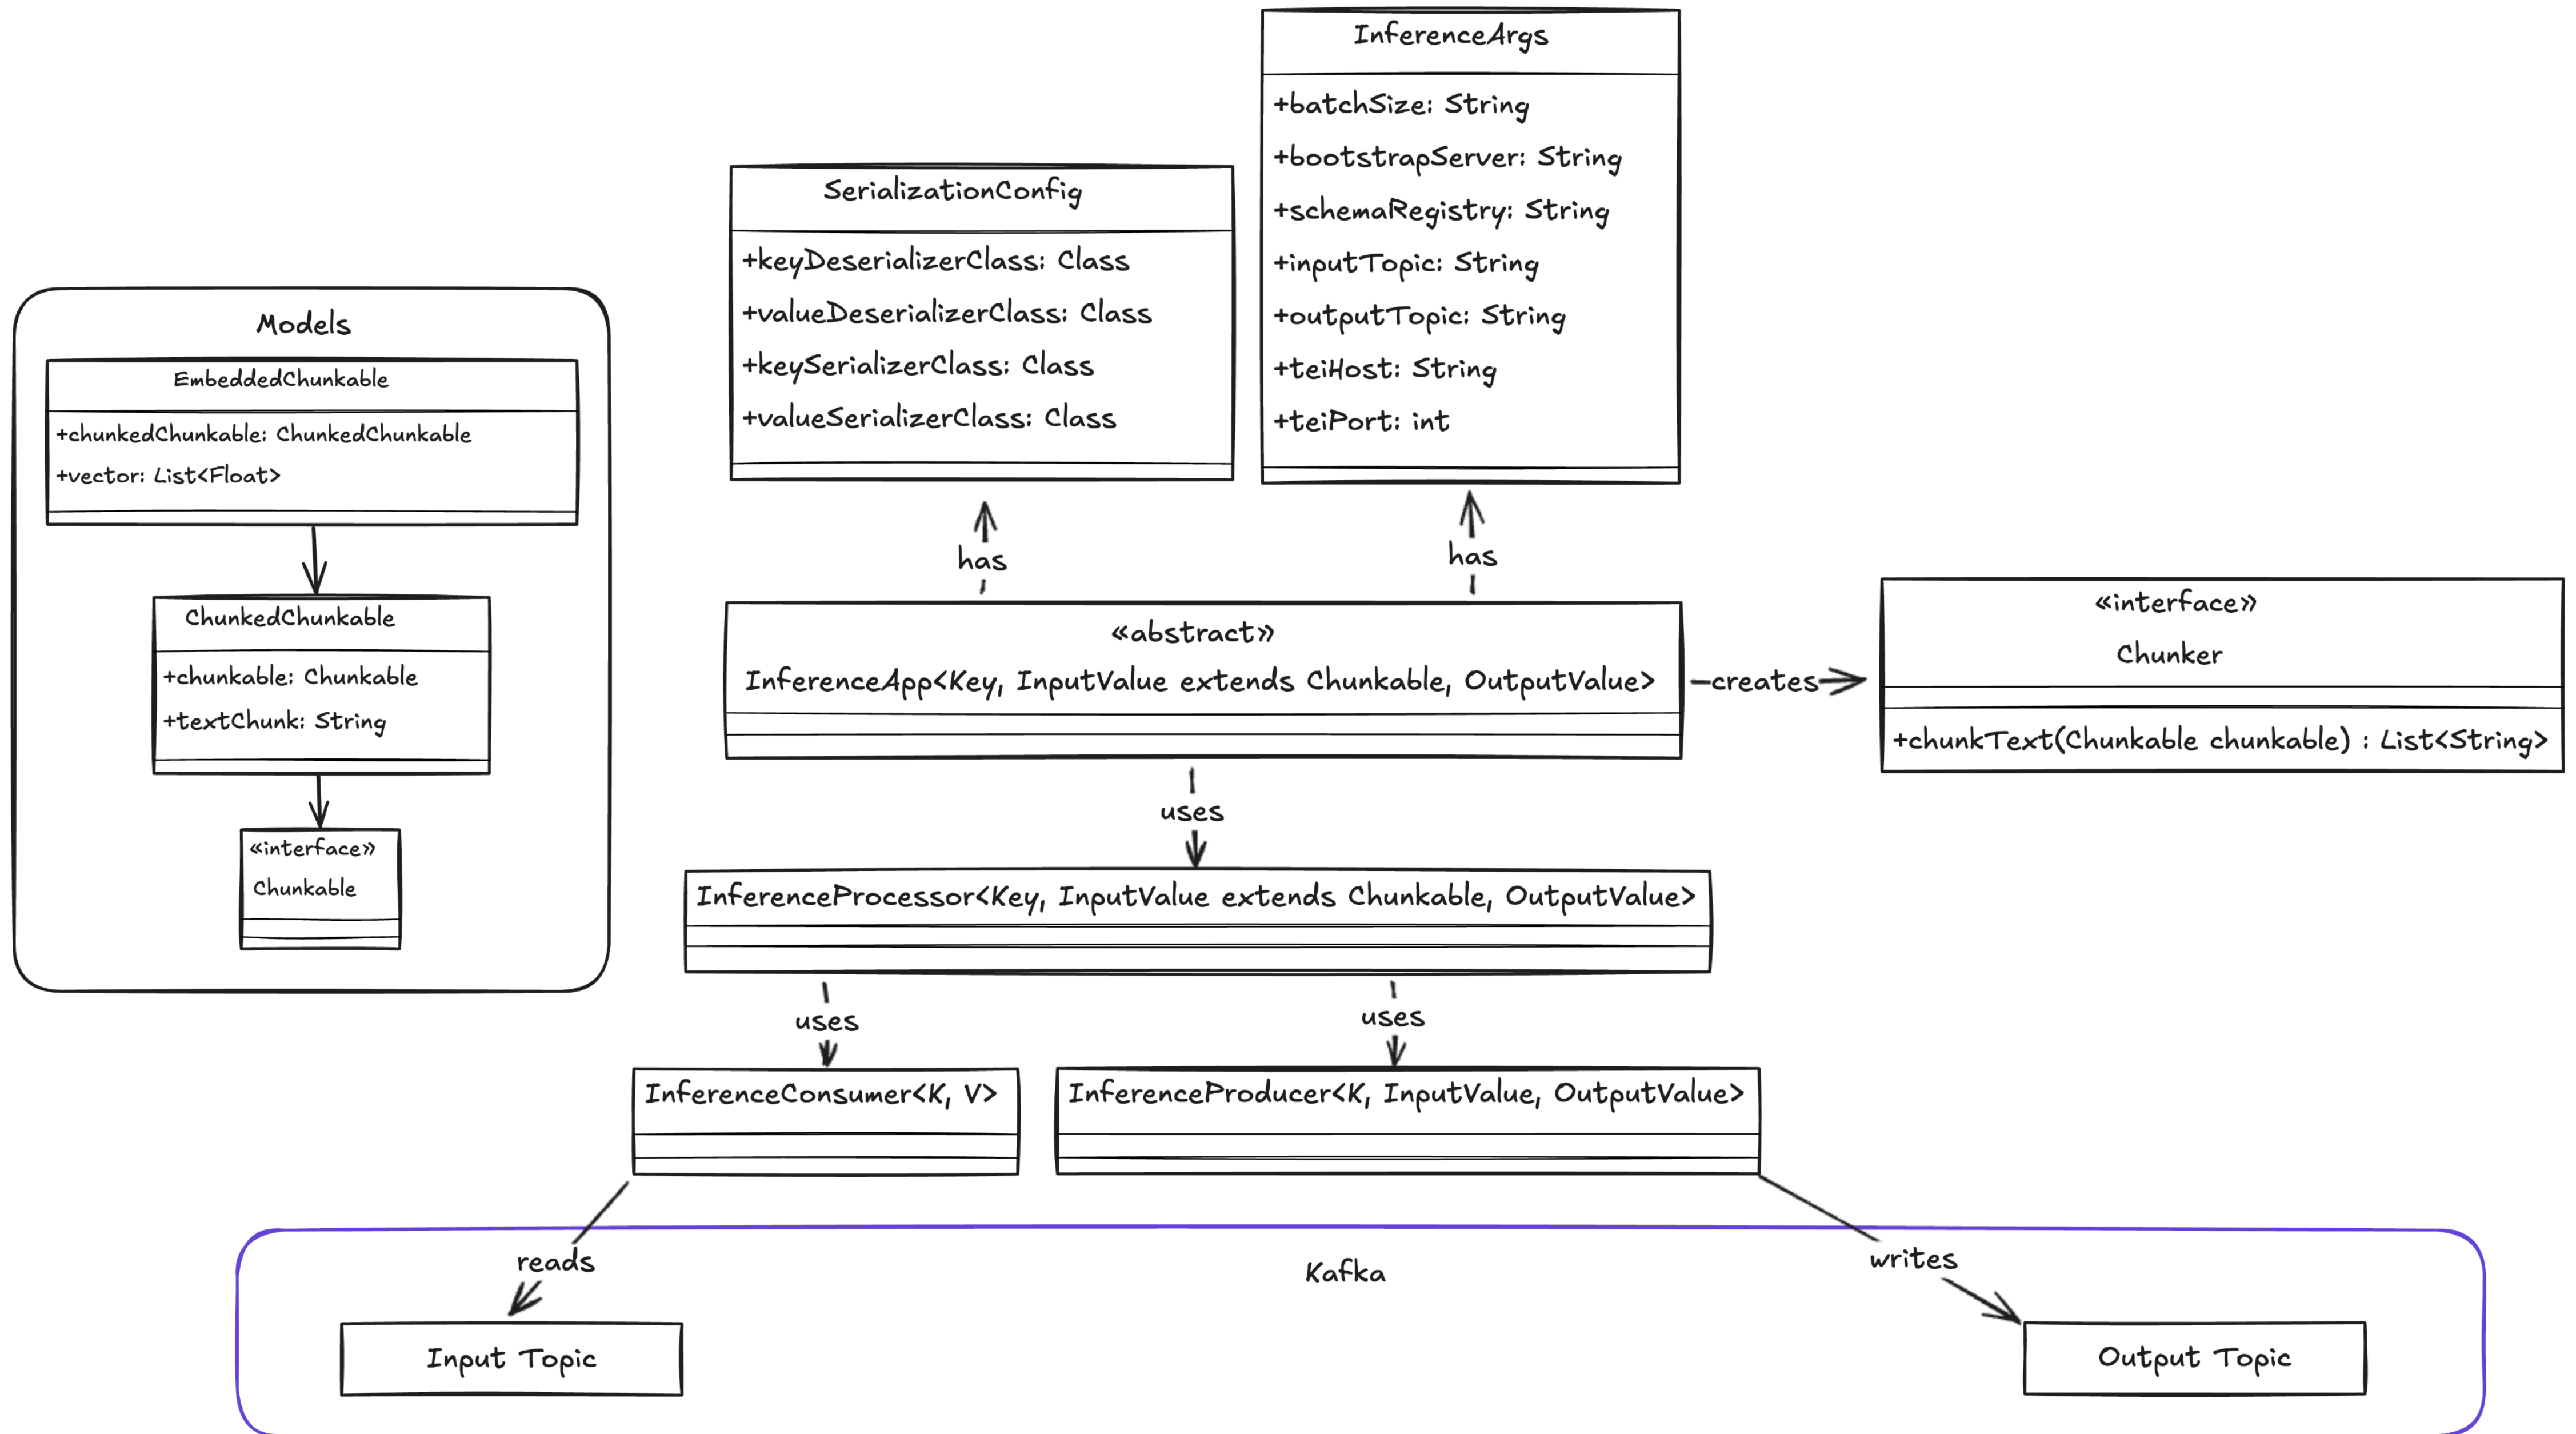 InferenceArgs
+batchSize: String
+bootstrapServer: String
+schemaRegistry: String
+inputTopic: String
+outputTopic: String
+teiHost: String
+teiPort: int
SerializationConfig
+keyDeserializerClass: Class
+valueDeserializerClass: Class
+keySerializerClass: Class
+valueSerializerClass: Class
Models
EmbeddedChunkable
+chunkedChunkable: ChunkedChunkable
+vector: List<Float>
ChunkedChunkable
+chunkable: Chunkable
+textChunk: String
«interface»
Chunkable
has
has
«abstract»
InferenceApp<Key, InputValue extends Chunkable, OutputValue>
creates
«interface»
Chunker
+chunkText(Chunkable chunkable) : List<String>
uses
InferenceProcessor<Key, InputValue extends Chunkable, OutputValue>
uses
uses
InferenceConsumer<K, V>
InferenceProducer<K, InputValue, OutputValue>
reads
Kafka
writes
Input Topic
Output Topic